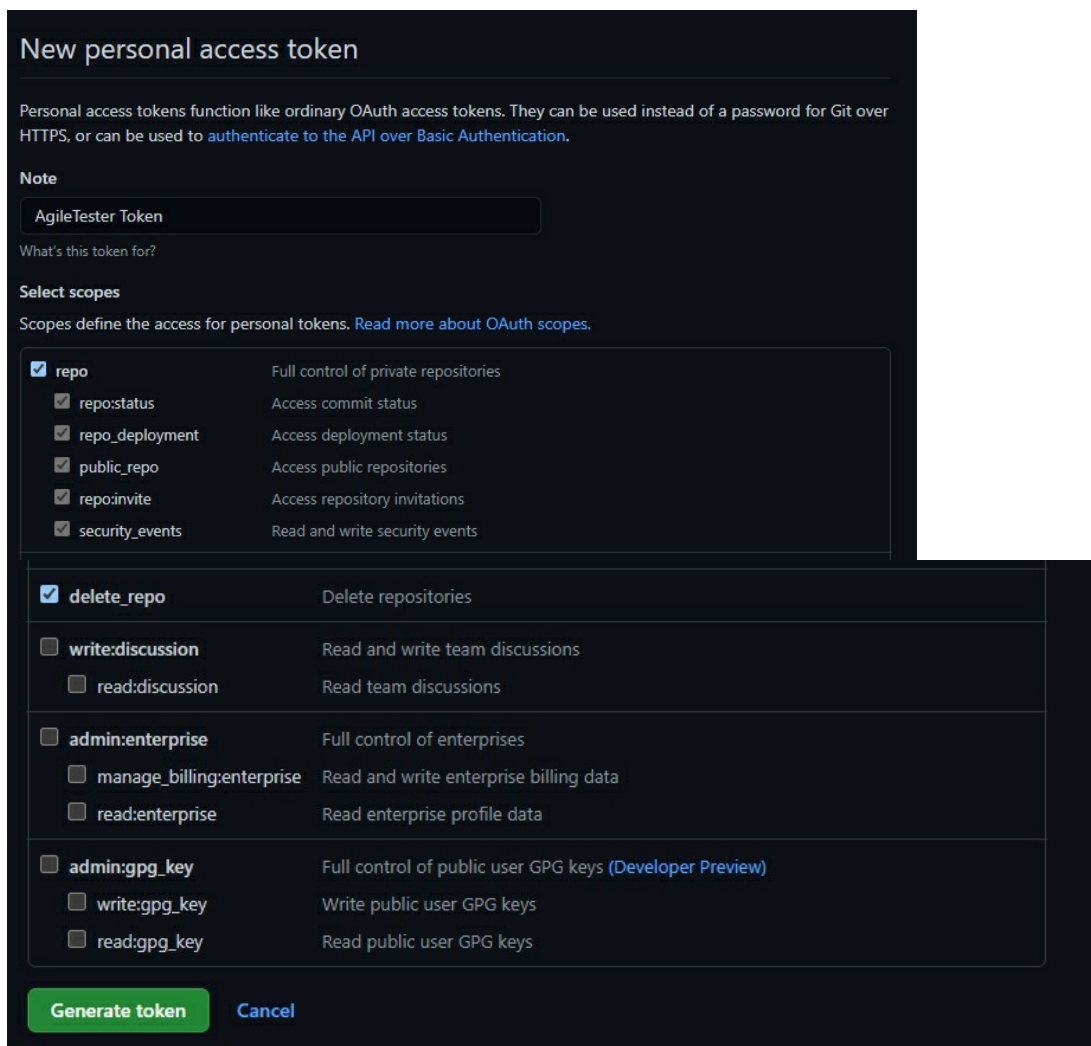 New personal access token
Personal access tokens function like ordinary OAuth access tokens. They can be used instead of a password for Git over
HTTPS, or can be used to authenticate to the API over Basic Authentication.
Note
AgileTester Token
What's this token for?
Select scopes
Scopes define the access for personal tokens. Read more about OAuth scopes.
repo Full control of private repositories
repo:status Access commit status
repo_deployment Access deployment status
public_repo Access public repositories
repo:invite Access repository invitations
security_events Read and write security events
delete_repo Delete repositories
write:discussion Read and write team discussions
read:discussion Read team discussions
admin:enterprise Full control of enterprises
manage_billing:enterprise Read and write enterprise billing data
read:enterprise Read enterprise profile data
admin:gpg_key Full control of public user GPG keys (Developer Preview)
write:gpg_key Write public user GPG keys
read:gpg_key Read public user GPG keys
Generate token Cancel